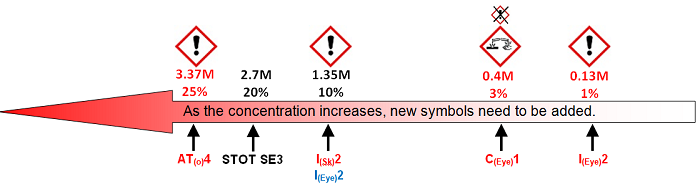 3.37M 2.7M 1.35M 0.4M 0.13M
25% 20% 10% 3% 1%
As the concentration increases, new symbols need to be added.
AT(o)4 STOT SE3 I(Sk)2 C(Eye)1 I(Eye)2
I(Eye)2